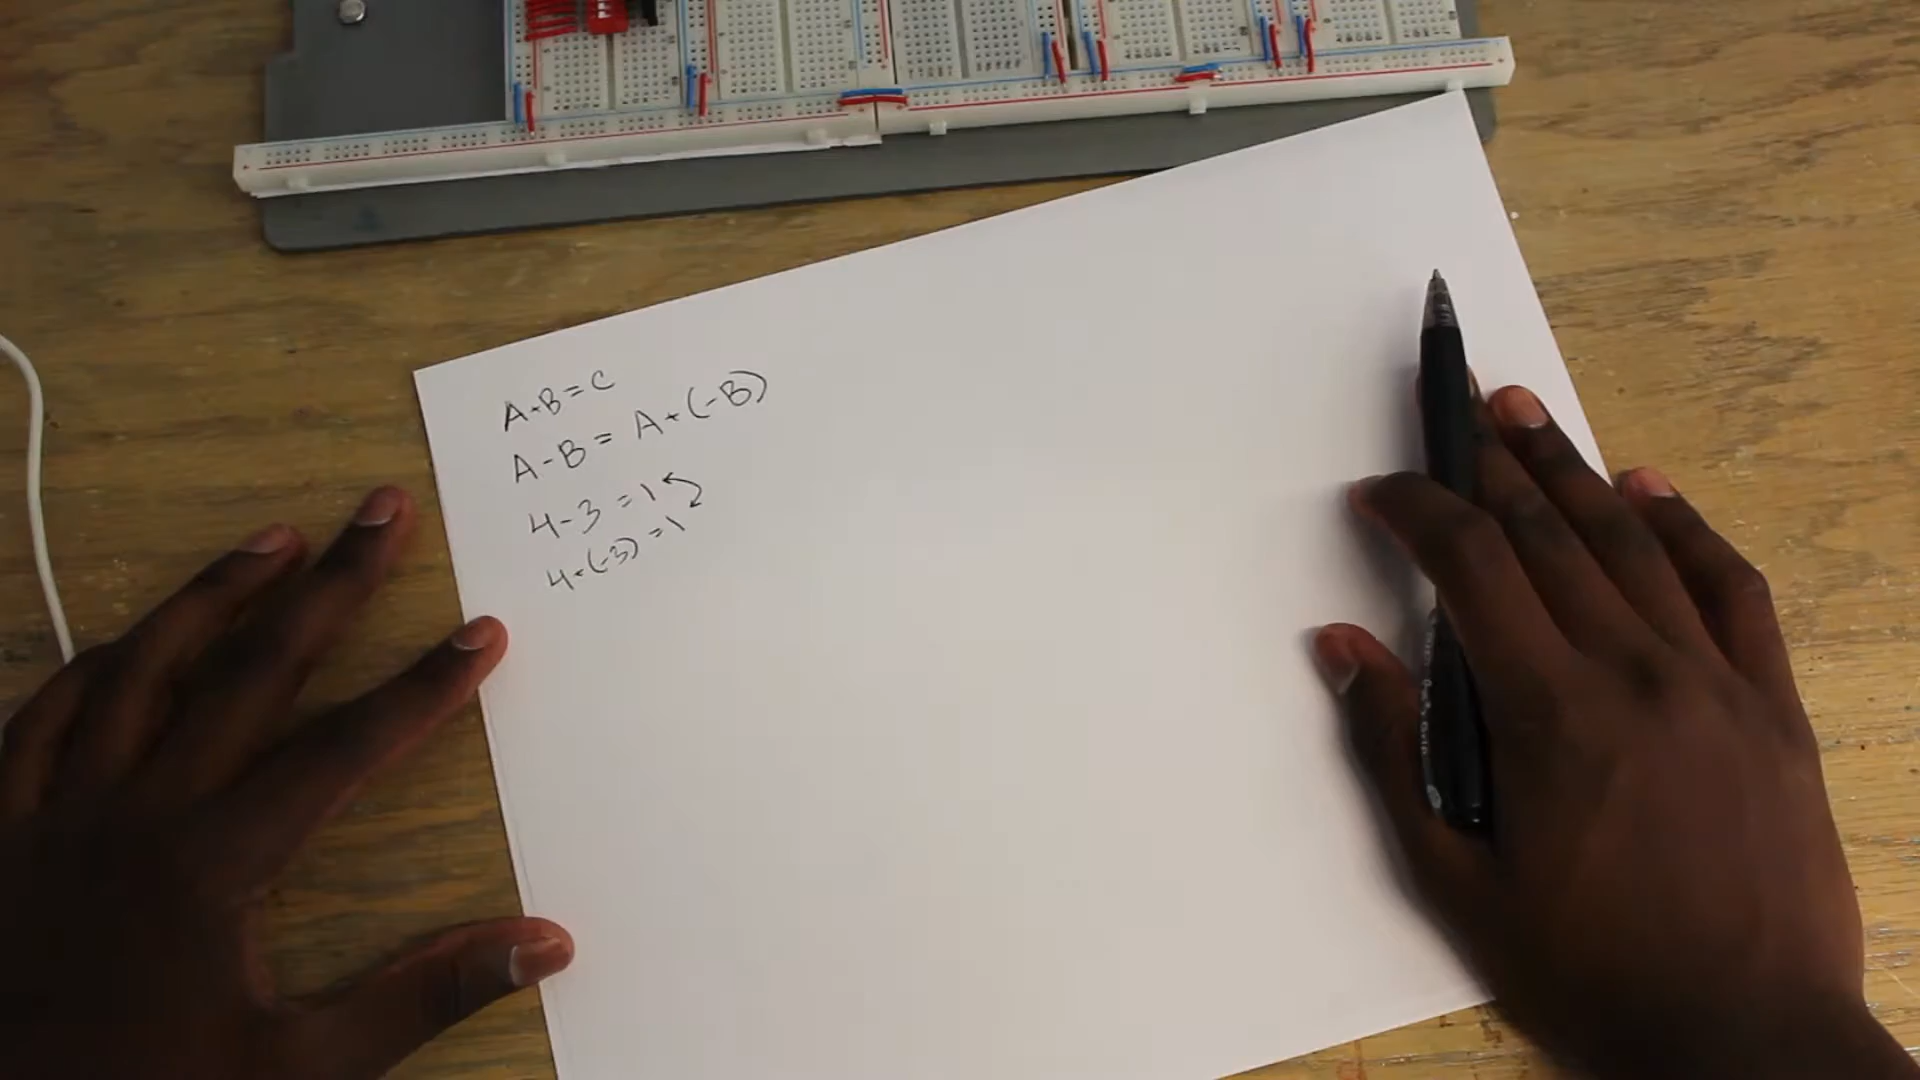 A+B=C
A-B = A+(-B)
4-3 = 1
4+(-3) = 1